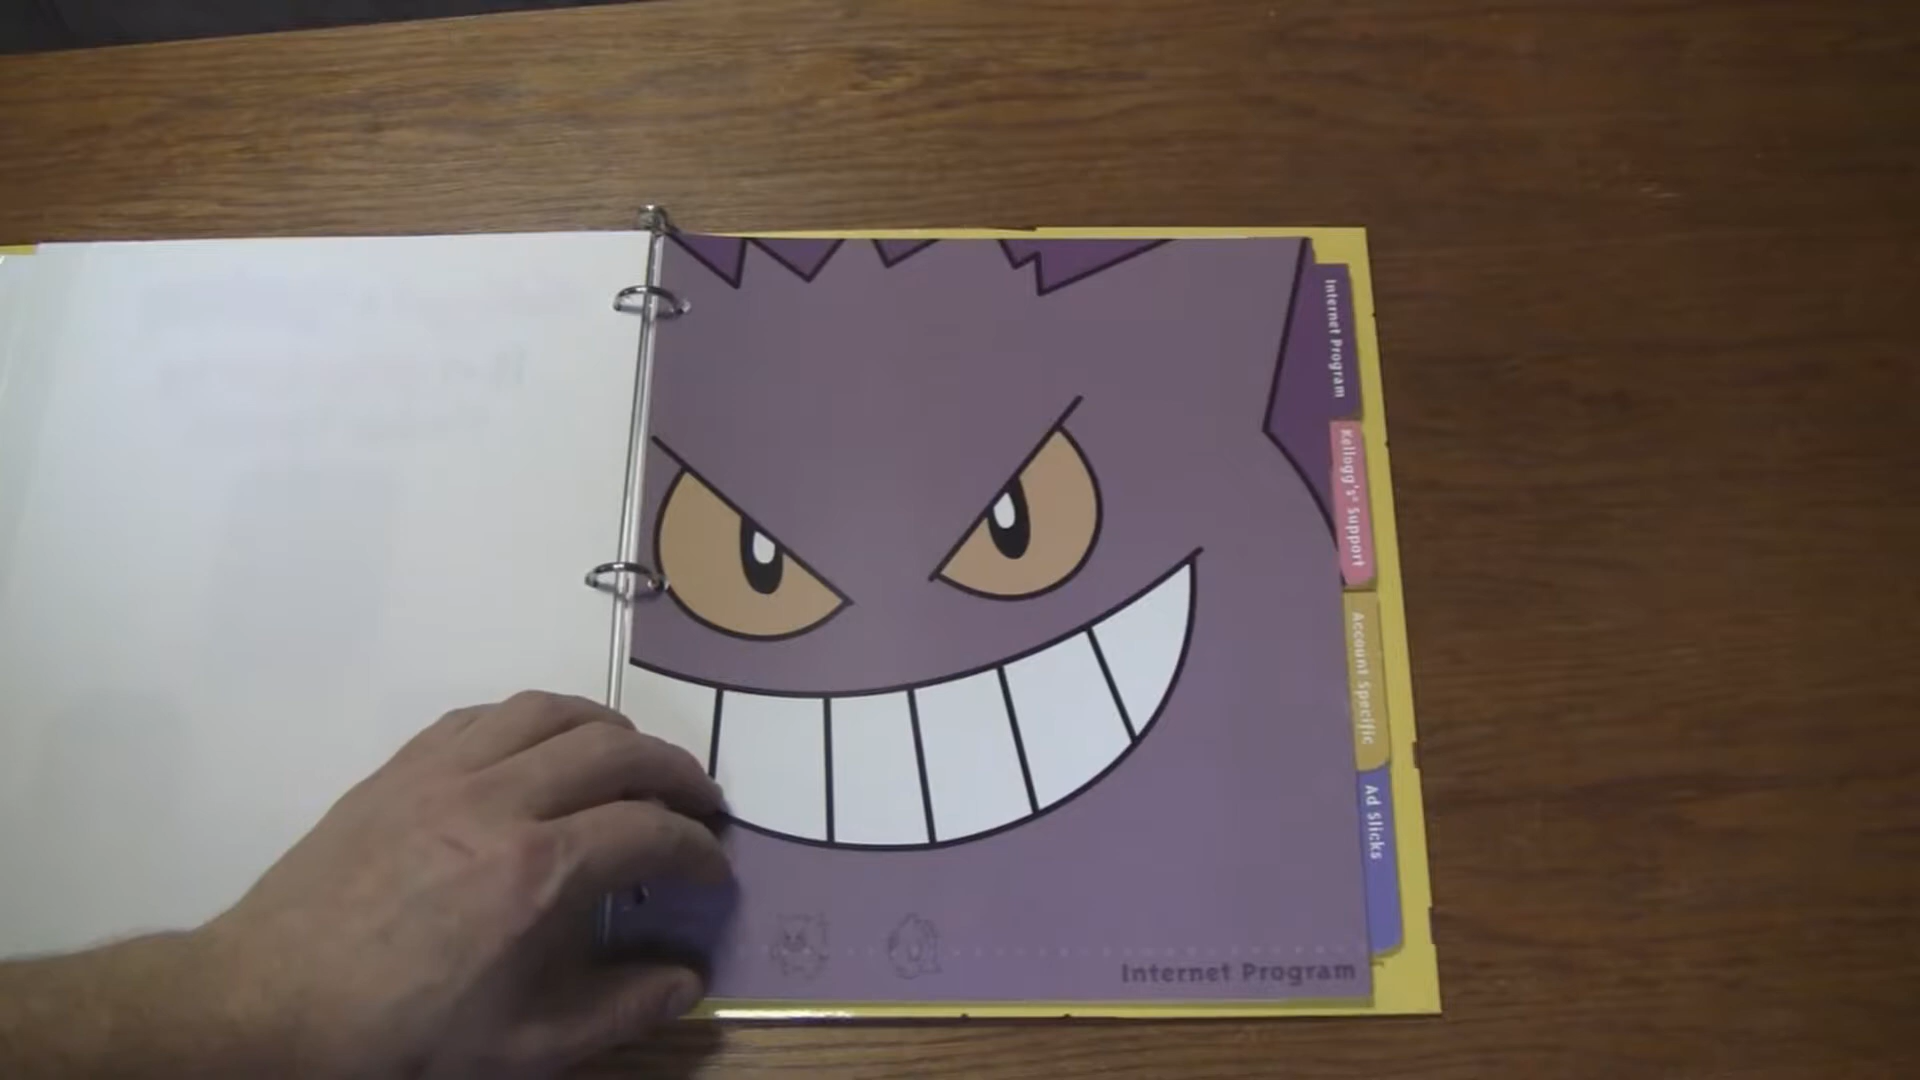 Internet Program
Kellogg's® Support
Account Specific
Ad Slicks
Internet Program